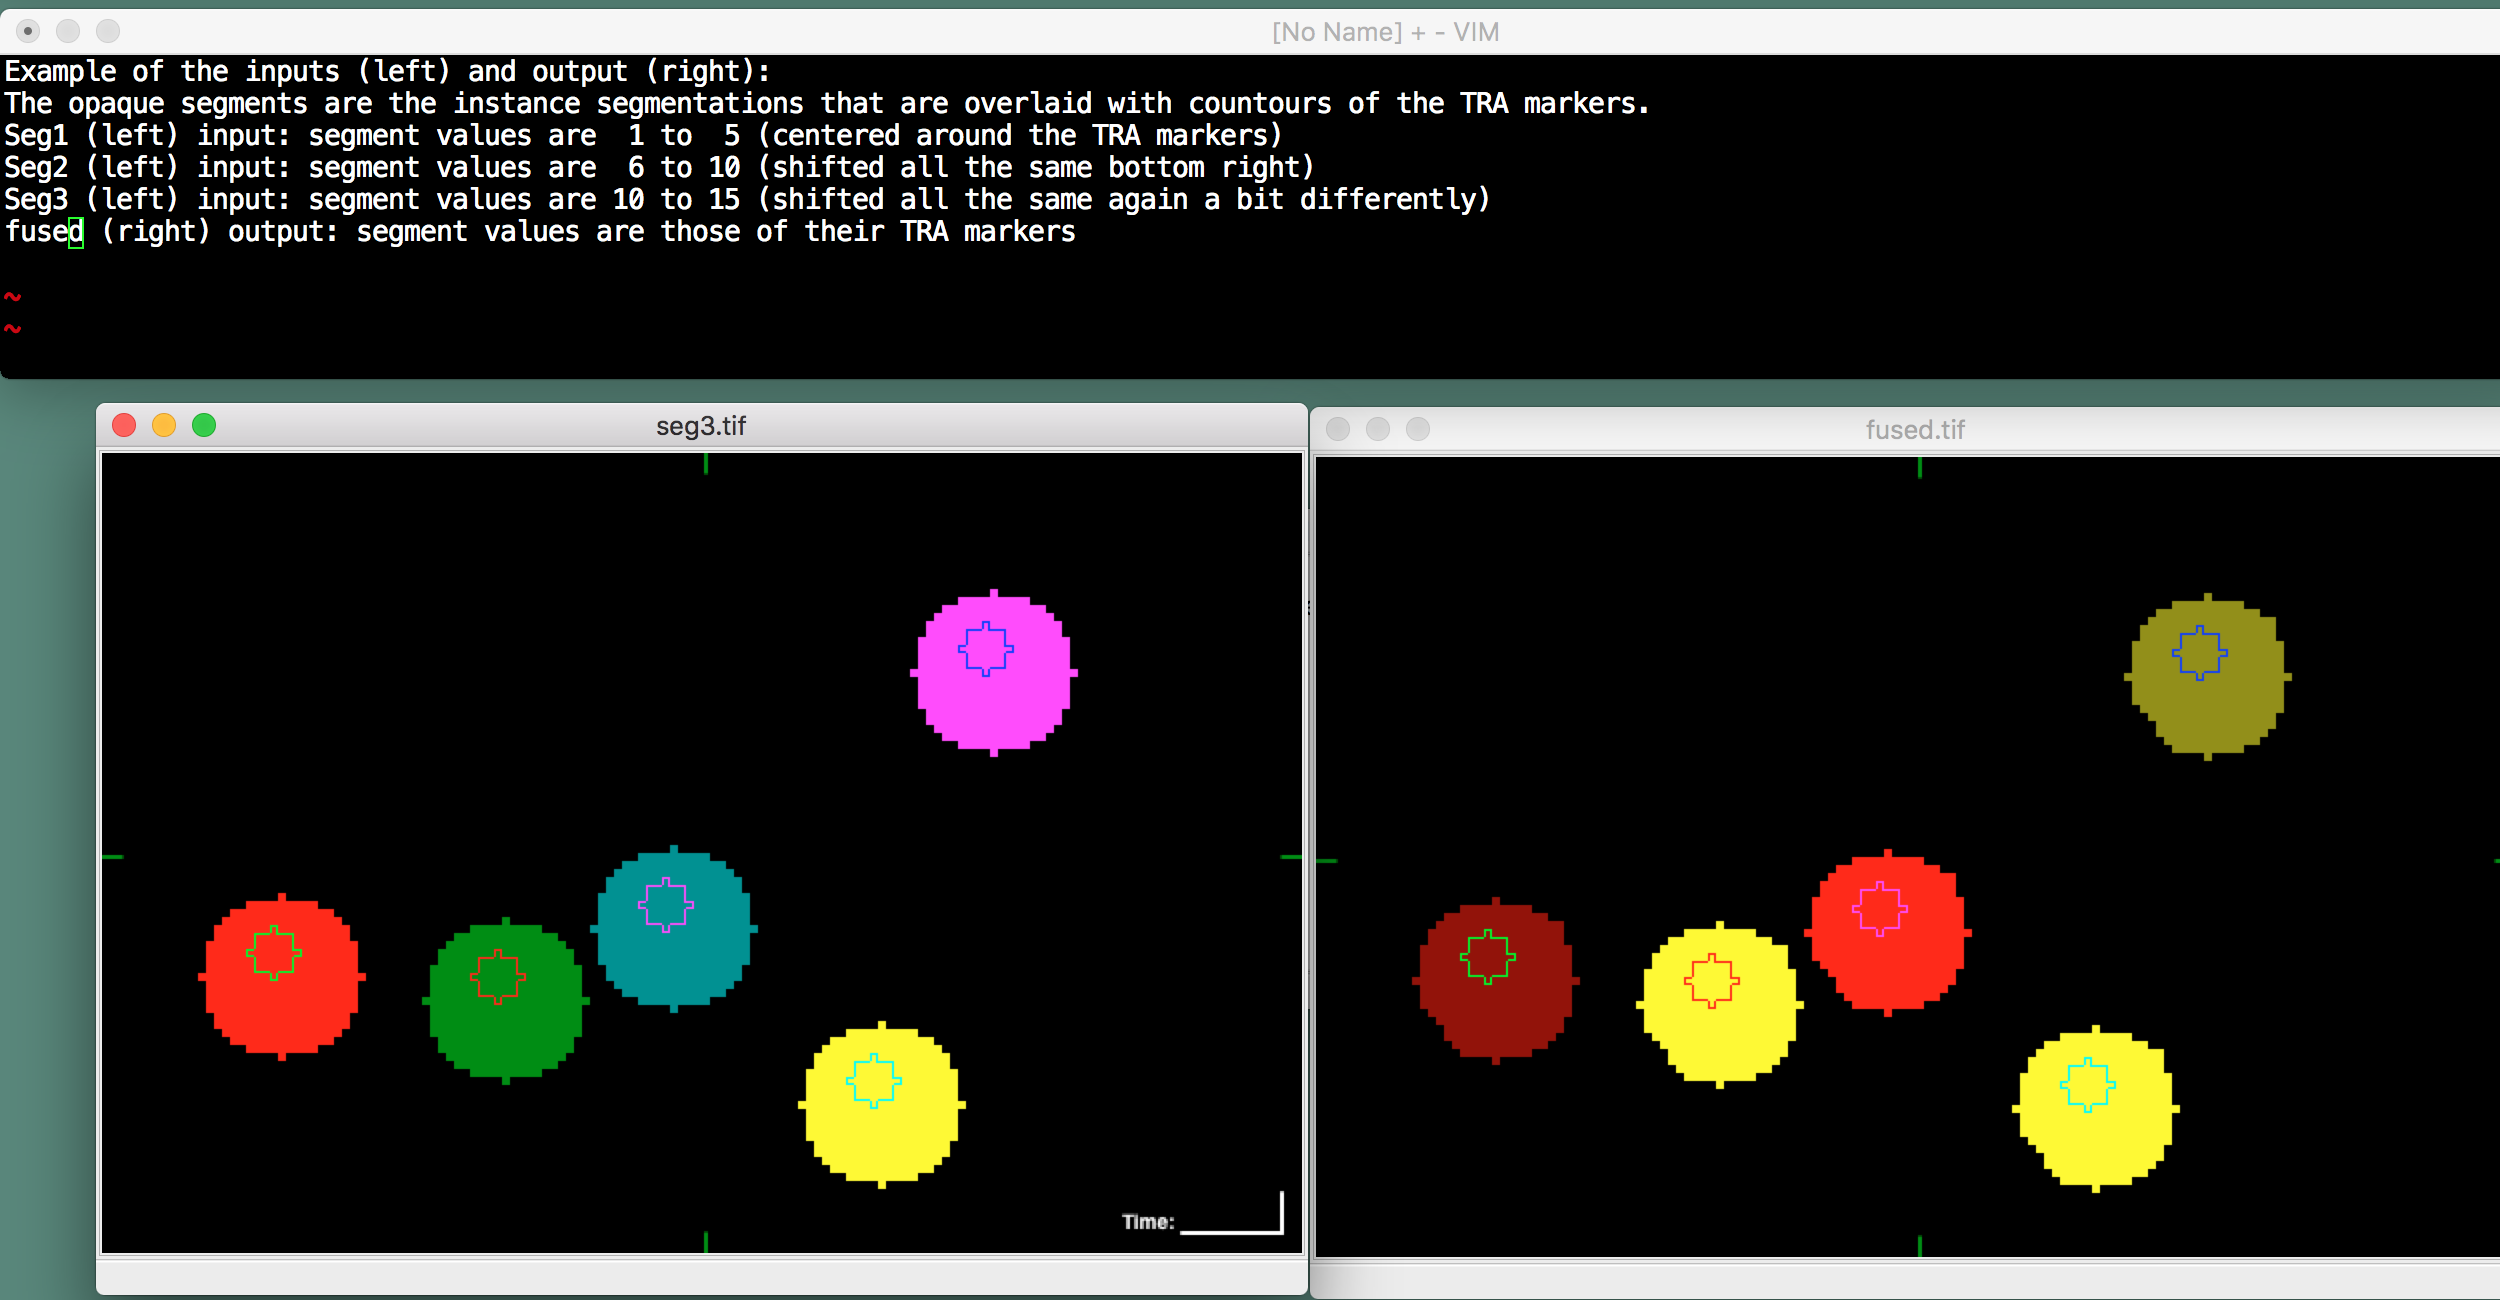 [No Name] + - VIM
Example of the inputs (left) and output (right):
The opaque segments are the instance segmentations that are overlaid with countours of the TRA markers.
Seg1 (left) input: segment values are  1 to  5 (centered around the TRA markers)
Seg2 (left) input: segment values are  6 to 10 (shifted all the same bottom right)
Seg3 (left) input: segment values are 10 to 15 (shifted all the same again a bit differently)
fused (right) output: segment values are those of their TRA markers
~
~
seg3.tif
fused.tif
Time: